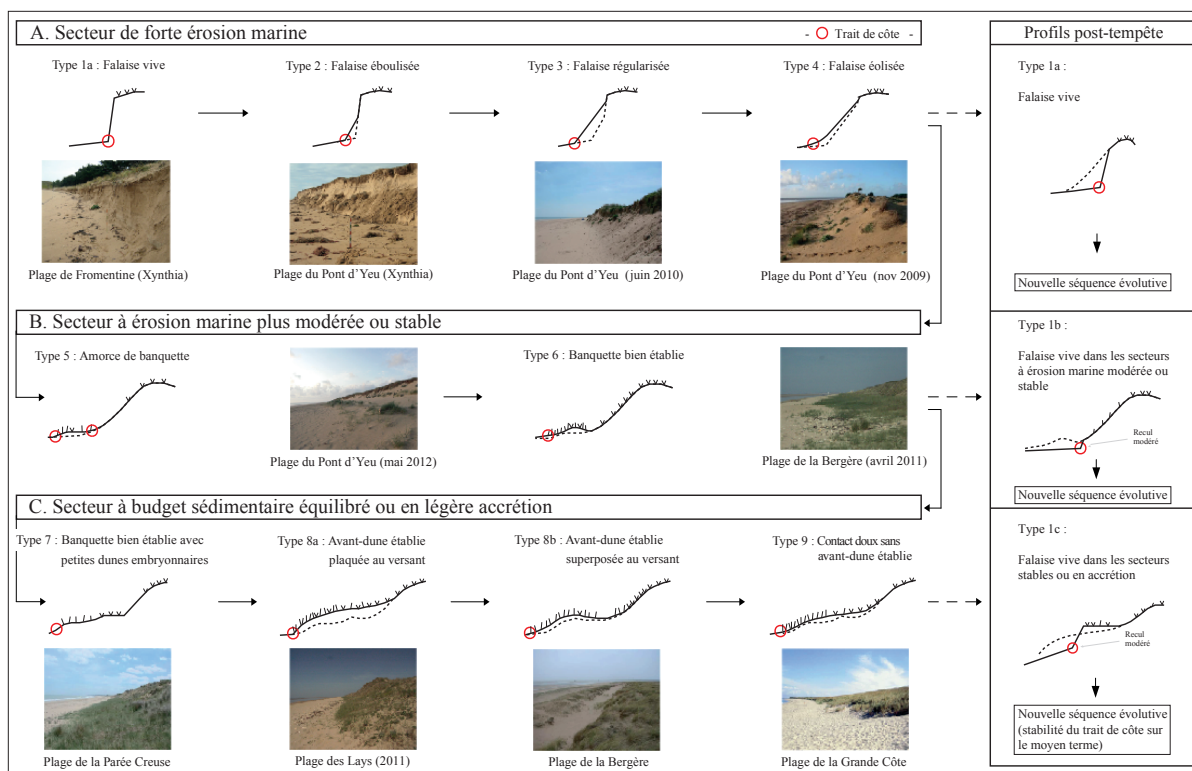 A. Secteur de forte érosion marine
- Trait de côte -
Type 1a : Falaise vive
Type 2 : Falaise éboulisée
Type 3 : Falaise régularisée
Type 4 : Falaise éolisée
Plage de Fromentine (Xynthia)
Plage du Pont d'Yeu (Xynthia)
Plage du Pont d'Yeu (juin 2010)
Plage du Pont d'Yeu (nov 2009)
B. Secteur à érosion marine plus modérée ou stable
Type 5 : Amorce de banquette
Type 6 : Banquette bien établie
Plage du Pont d'Yeu (mai 2012)
Plage de la Bergère (avril 2011)
C. Secteur à budget sédimentaire équilibré ou en légère accrétion
Type 7 : Banquette bien établie avec
petites dunes embryonnaires
Type 8a : Avant-dune établie
plaquée au versant
Type 8b : Avant-dune établie
superposée au versant
Type 9 : Contact doux sans
avant-dune établie
Plage de la Parée Creuse
Plage des Lays (2011)
Plage de la Bergère
Plage de la Grande Côte
Profils post-tempête
Type 1a :
Falaise vive
Nouvelle séquence évolutive
Type 1b :
Falaise vive dans les secteurs
à érosion marine modérée ou
stable
Recul
modéré
Nouvelle séquence évolutive
Type 1c :
Falaise vive dans les secteurs
stables ou en accrétion
Recul
modéré
Nouvelle séquence évolutive
(stabilité du trait de côte sur
le moyen terme)